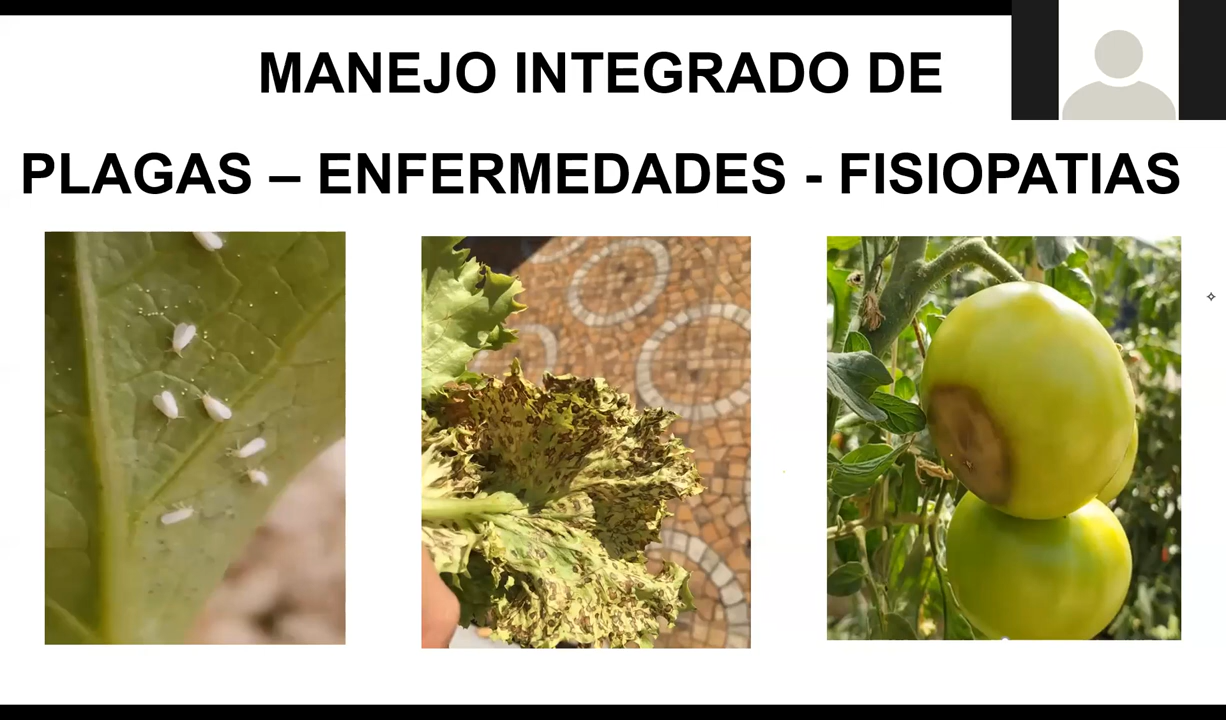 MANEJO INTEGRADO DE
PLAGAS – ENFERMEDADES - FISIOPATIAS